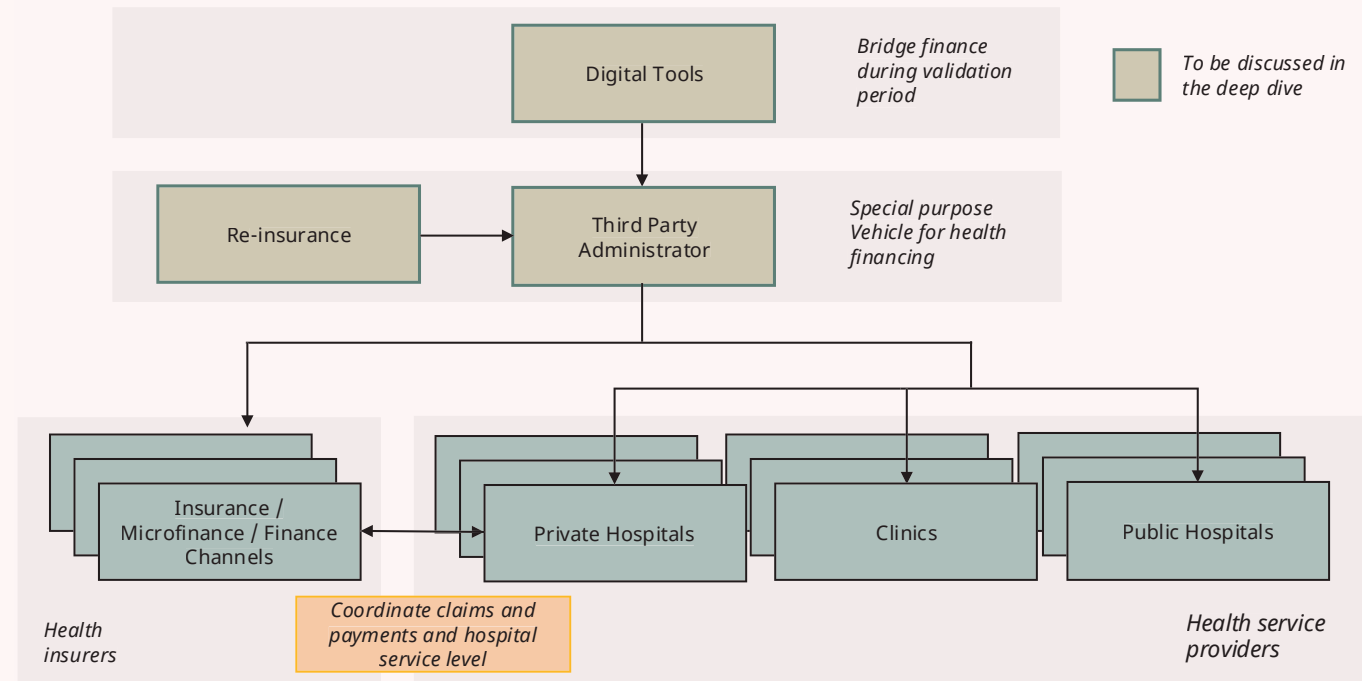 Digital Tools
Bridge finance
during validation
period
To be discussed in
the deep dive
Re-insurance
Third Party
Administrator
Special purpose
Vehicle for health
financing
Insurance /
Microfinance / Finance
Channels
Private Hospitals
Clinics
Public Hospitals
Health
insurers
Coordinate claims and
payments and hospital
service level
Health service
providers